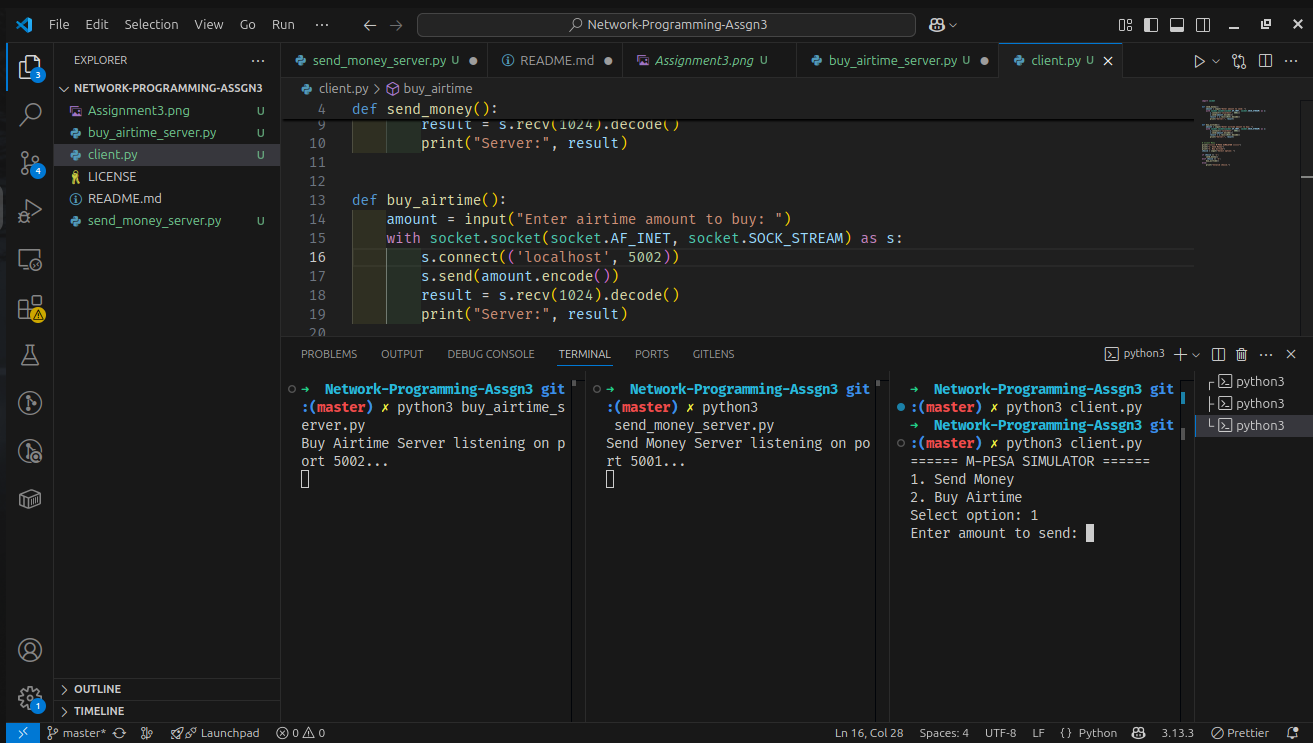 File Edit Selection View Go Run ··· Network-Programming-Assgn3
EXPLORER ···
NETWORK-PROGRAMMING-ASSGN3
Assignment3.png U
buy_airtime_server.py U
client.py U
LICENSE
README.md
send_money_server.py U
OUTLINE
TIMELINE
3
4
1
send_money_server.py U README.md Assignment3.png U buy_airtime_server.py U client.py U
client.py > buy_airtime
4 def send_money():
9 result = s.recv(1024).decode()
10 print("Server:", result)
11
12
13 def buy_airtime():
14 amount = input("Enter airtime amount to buy: ")
15 with socket.socket(socket.AF_INET, socket.SOCK_STREAM) as s:
16 s.connect(('localhost', 5002))
17 s.send(amount.encode())
18 result = s.recv(1024).decode()
19 print("Server:", result)
20
PROBLEMS OUTPUT DEBUG CONSOLE TERMINAL PORTS GITLENS python3
➜ Network-Programming-Assgn3 git
:(master) ✗ python3 buy_airtime_s
erver.py
Buy Airtime Server listening on p
ort 5002...
➜ Network-Programming-Assgn3 git
:(master) ✗ python3
send_money_server.py
Send Money Server listening on po
rt 5001...
➜ Network-Programming-Assgn3 git
:(master) ✗ python3 client.py
➜ Network-Programming-Assgn3 git
:(master) ✗ python3 client.py
====== M-PESA SIMULATOR ======
1. Send Money
2. Buy Airtime
Select option: 1
Enter amount to send:
python3
python3
python3
master* Launchpad 0 0 Ln 16, Col 28 Spaces: 4 UTF-8 LF {} Python 3.13.3 Prettier